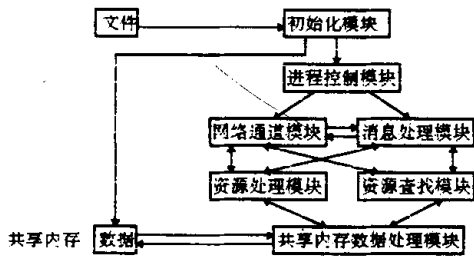 文件
初始化模块
进程控制模块
网络通道模块
消息处理模块
资源处理模块
资源查找模块
共享内存
数据
共享内存数据处理模块